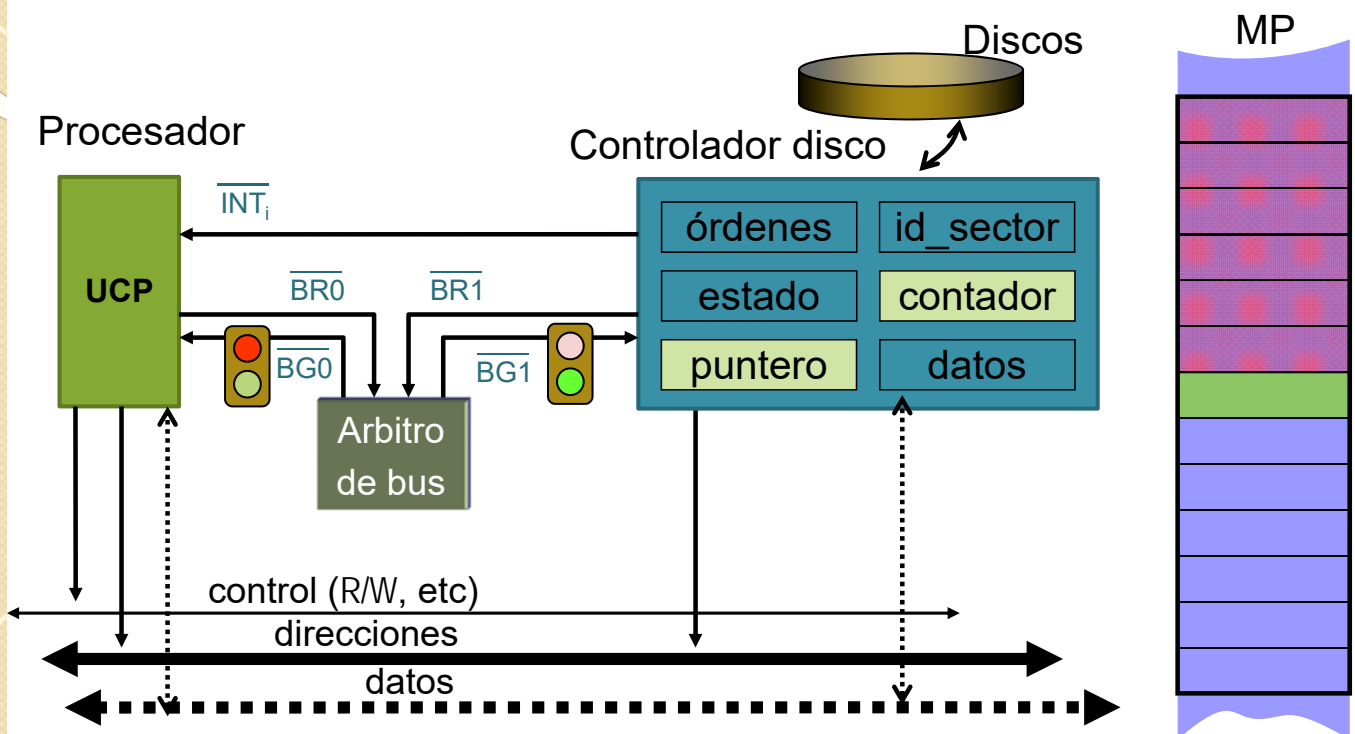 Discos
MP
Procesador
Controlador disco
INTi
órdenes
id_sector
UCP
BR0
BR1
estado
contador
BG0
BG1
puntero
datos
Arbitro
de bus
control (R/W, etc)
direcciones
datos